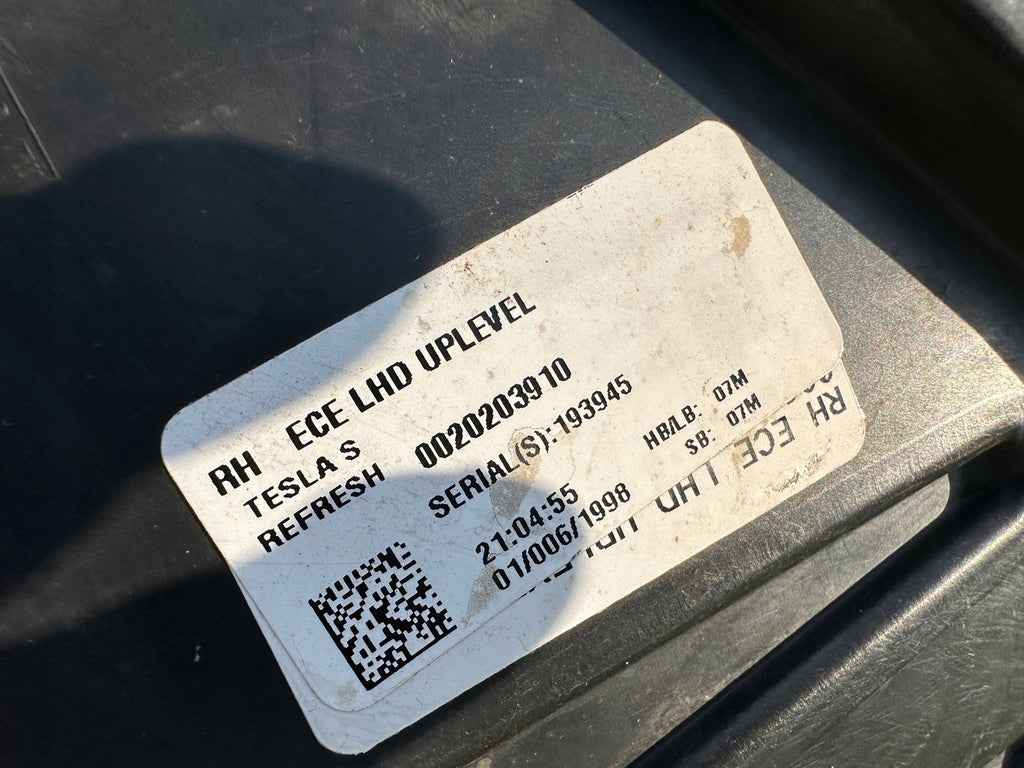 RH ECE LHD UPLEVEL
TESLA S
REFRESH 0020203910
SERIAL(S):193945
HB/LB: 07M
SB: 07M
21:04:55
01/006/1998
RH ECE LHD